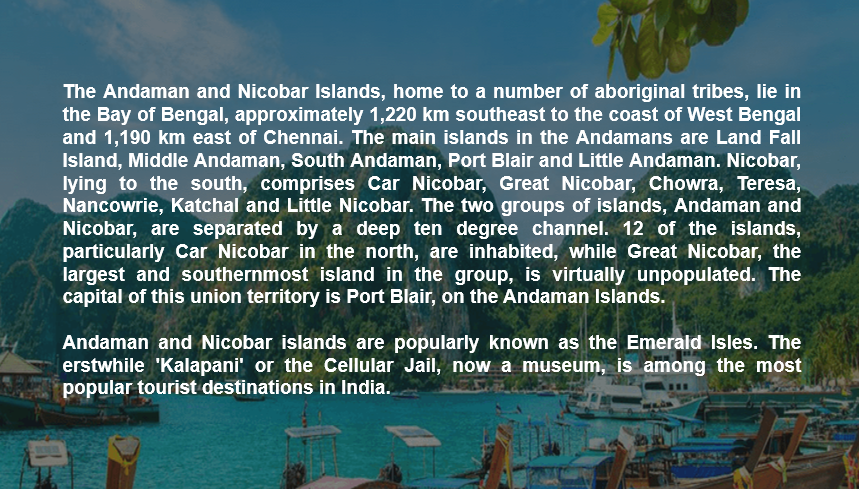 The Andaman and Nicobar Islands, home to a number of aboriginal tribes, lie in
the Bay of Bengal, approximately 1,220 km southeast to the coast of West Bengal
and 1,190 km east of Chennai. The main islands in the Andamans are Land Fall
Island, Middle Andaman, South Andaman, Port Blair and Little Andaman. Nicobar,
lying to the south, comprises Car Nicobar, Great Nicobar, Chowra, Teresa,
Nancowrie, Katchal and Little Nicobar. The two groups of islands, Andaman and
Nicobar, are separated by a deep ten degree channel. 12 of the islands,
particularly Car Nicobar in the north, are inhabited, while Great Nicobar, the
largest and southernmost island in the group, is virtually unpopulated. The
capital of this union territory is Port Blair, on the Andaman Islands.
Andaman and Nicobar islands are popularly known as the Emerald Isles. The
erstwhile 'Kalapani' or the Cellular Jail, now a museum, is among the most
popular tourist destinations in India.